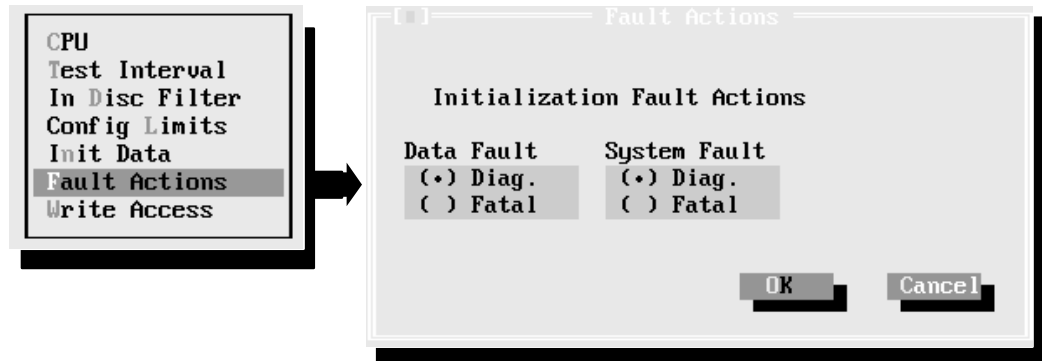 CPU
Test Interval
In Disc Filter
Config Limits
Init Data
Fault Actions
Write Access
Fault Actions
Initialization Fault Actions
Data Fault System Fault
(•) Diag. (•) Diag.
( ) Fatal ( ) Fatal
OK Cancel